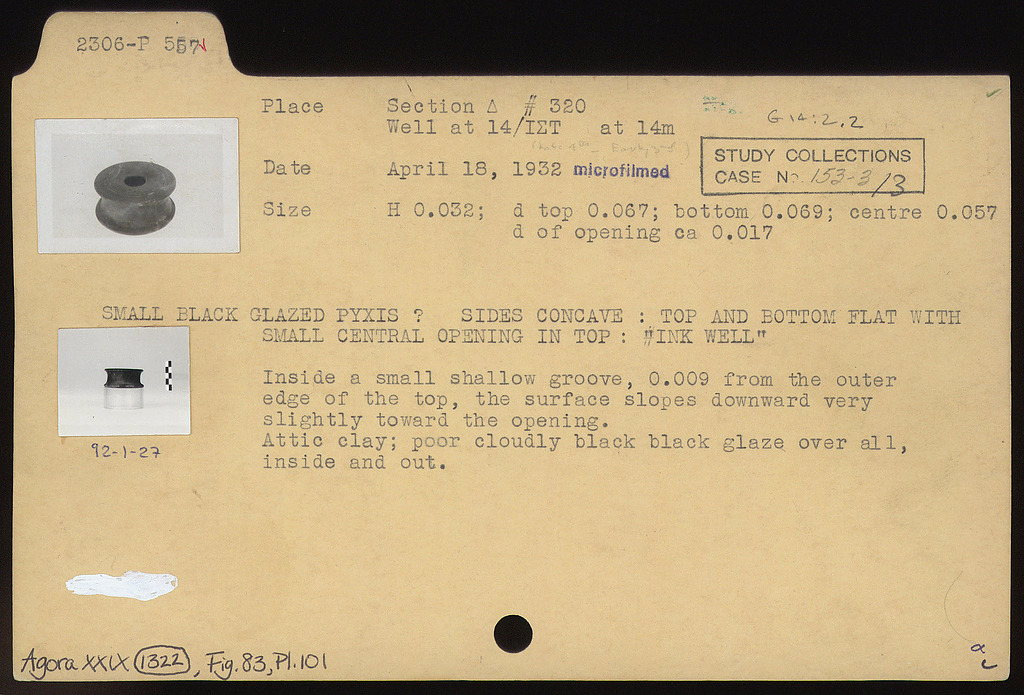 2306-P 557
Place Section Δ # 320
Well at 14/ΙΣΤ at 14m
G 14:2.2
Date April 18, 1932 microfilmed
STUDY COLLECTIONS
CASE No. 153-3/3
Size H 0.032; d top 0.067; bottom 0.069; centre 0.057
d of opening ca 0.017
SMALL BLACK GLAZED PYXIS ? SIDES CONCAVE : TOP AND BOTTOM FLAT WITH
SMALL CENTRAL OPENING IN TOP : "INK WELL"
Inside a small shallow groove, 0.009 from the outer
edge of the top, the surface slopes downward very
slightly toward the opening.
Attic clay; poor cloudly black black glaze over all,
inside and out.
92-1-27
Agora XXIX 1322, Fig. 83, Pl. 101
α